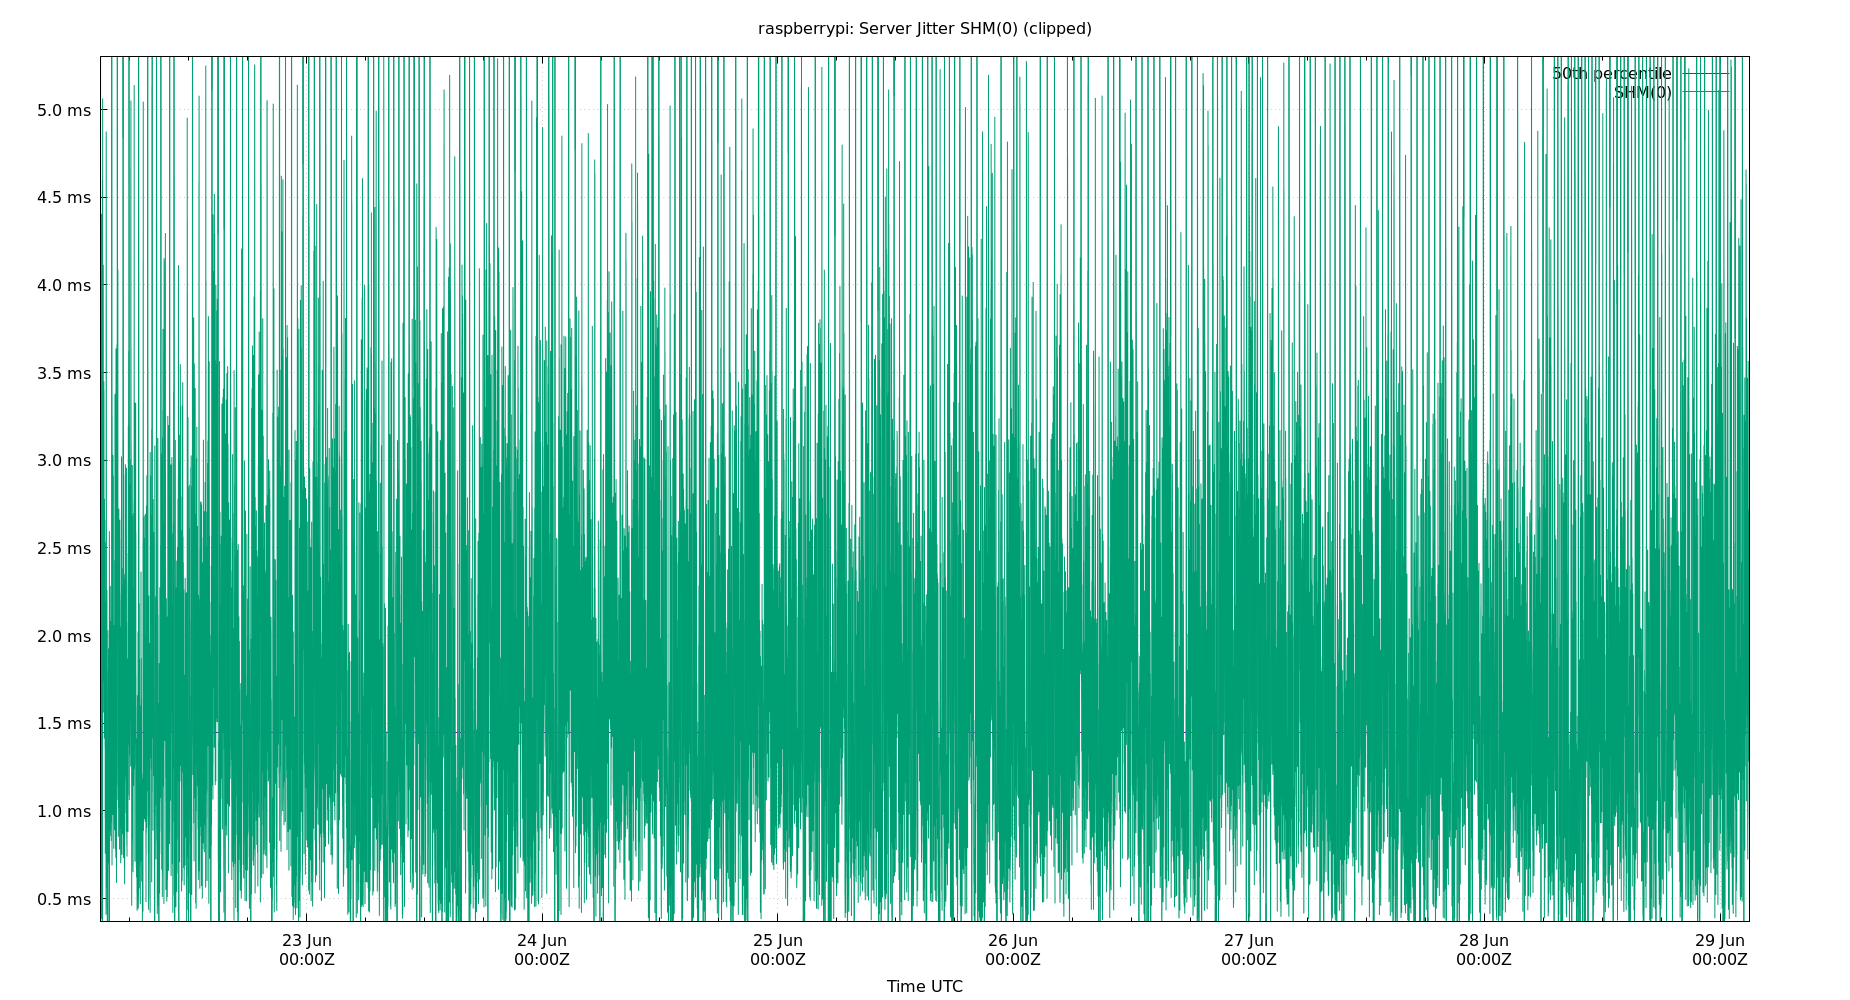 raspberrypi: Server Jitter SHM(0) (clipped)
50th percentile
SHM(0)
5.0 ms
4.5 ms
4.0 ms
3.5 ms
3.0 ms
2.5 ms
2.0 ms
1.5 ms
1.0 ms
0.5 ms
23 Jun 24 Jun 25 Jun 26 Jun 27 Jun 28 Jun 29 Jun
00:00Z 00:00Z 00:00Z 00:00Z 00:00Z 00:00Z 00:00Z
Time UTC